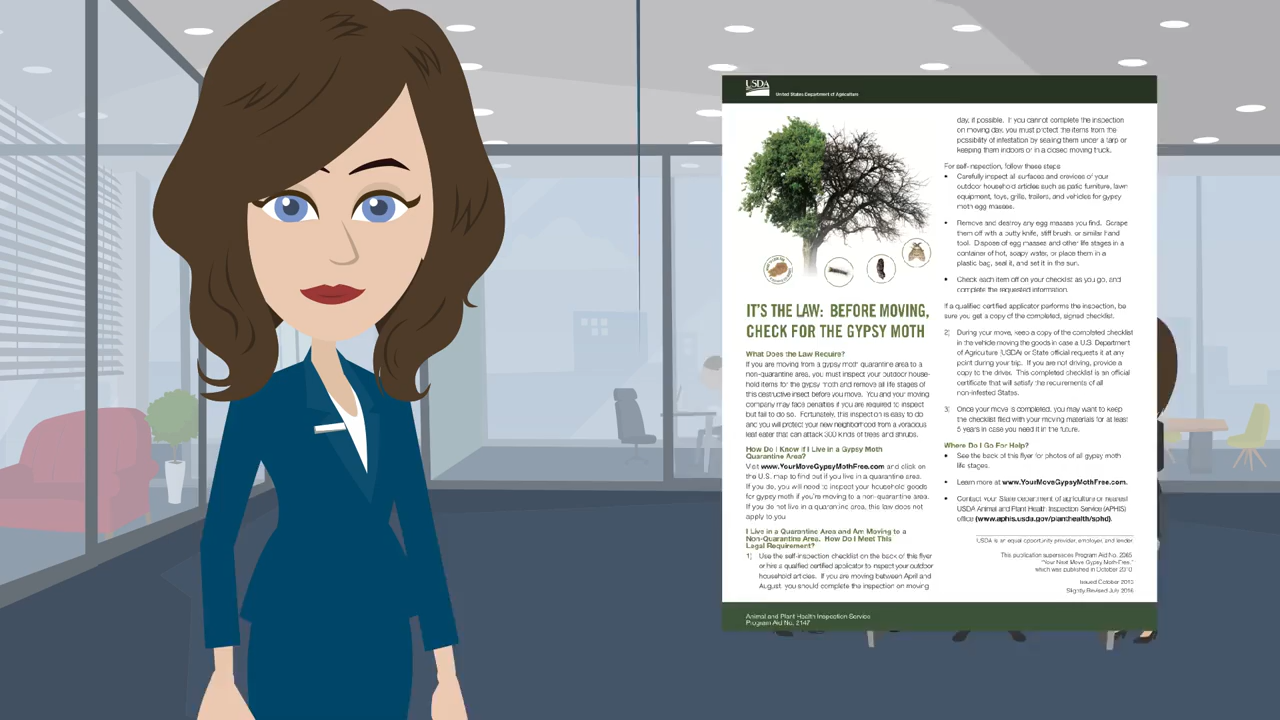 USDA
United States Department of Agriculture
IT'S THE LAW: BEFORE MOVING,
CHECK FOR THE GYPSY MOTH
What Does the Law Require?
If you are moving from a gypsy moth quarantine area to a
non-quarantine area, you must inspect your outdoor house-
hold items for the gypsy moth and remove all life stages of
this destructive insect before you move. You and your moving
company may face penalties if you are required to inspect
but fail to do so. Fortunately, this inspection is easy to do
and you will protect your new neighborhood from a voracious
leaf eater that can attack 300 kinds of trees and shrubs.
How Do I Know if I Live in a Gypsy Moth
Quarantine Area?
Visit www.YourMoveGypsyMothFree.com and click on
the U.S. map to find out if you live in a quarantine area.
If you do, you will need to inspect your household goods
for gypsy moth if you're moving to a non-quarantine area.
If you do not live in a quarantine area, this law does not
apply to you
I Live in a Quarantine Area and Am Moving to a
Non-Quarantine Area. How Do I Meet This
Legal Requirement?
1) Use the self-inspection checklist on the back of this flyer
or hire a qualified certified applicator to inspect your outdoor
household articles. If you are moving between April and
August, you should complete the inspection on moving
day, if possible. If you cannot complete the inspection
on moving day, you must protect the items from the
possibility of infestation by sealing them under a tarp or
keeping them indoors or in a closed moving truck.
For self-inspection, follow these steps
• Carefully inspect all surfaces and crevices of your
outdoor household articles such as patio furniture, lawn
equipment, toys, grills, trailers, and vehicles for gypsy
moth egg masses.
• Remove and destroy any egg masses you find. Scrape
them off with a putty knife, stiff brush, or similar hand
tool. Dispose of egg masses and other life stages in a
container of hot, soapy water, or place them in a
plastic bag, seal it, and set it in the sun.
• Check each item off on your checklist as you go, and
complete the requested information.
If a qualified certified applicator performs the inspection, be
sure you get a copy of the completed, signed checklist.
2) During your move, keep a copy of the completed checklist
in the vehicle moving the goods in case a U.S. Department
of Agriculture (USDA) or State official requests it at any
point during your trip. If you are not driving, provide a
copy to the driver. This completed checklist is an official
certificate that will satisfy the requirements of all
non-infested States.
3) Once your move is completed, you may want to keep
the checklist filed with your moving materials for at least
5 years in case you need it in the future.
Where Do I Go For Help?
• See the back of this flyer for photos of all gypsy moth
life stages.
• Learn more at www.YourMoveGypsyMothFree.com.
• Contact your State department of agriculture or nearest
USDA Animal and Plant Health Inspection Service (APHIS)
office (www.aphis.usda.gov/planthealth/sphd).
USDA is an equal opportunity provider, employer, and lender.
This publication supersedes Program Aid No. 2065
"Your Next Move Gypsy Moth-Free,"
which was published in October 2010
Issued October 2013
Slightly Revised July 2016
Animal and Plant Health Inspection Service
Program Aid No. 2147